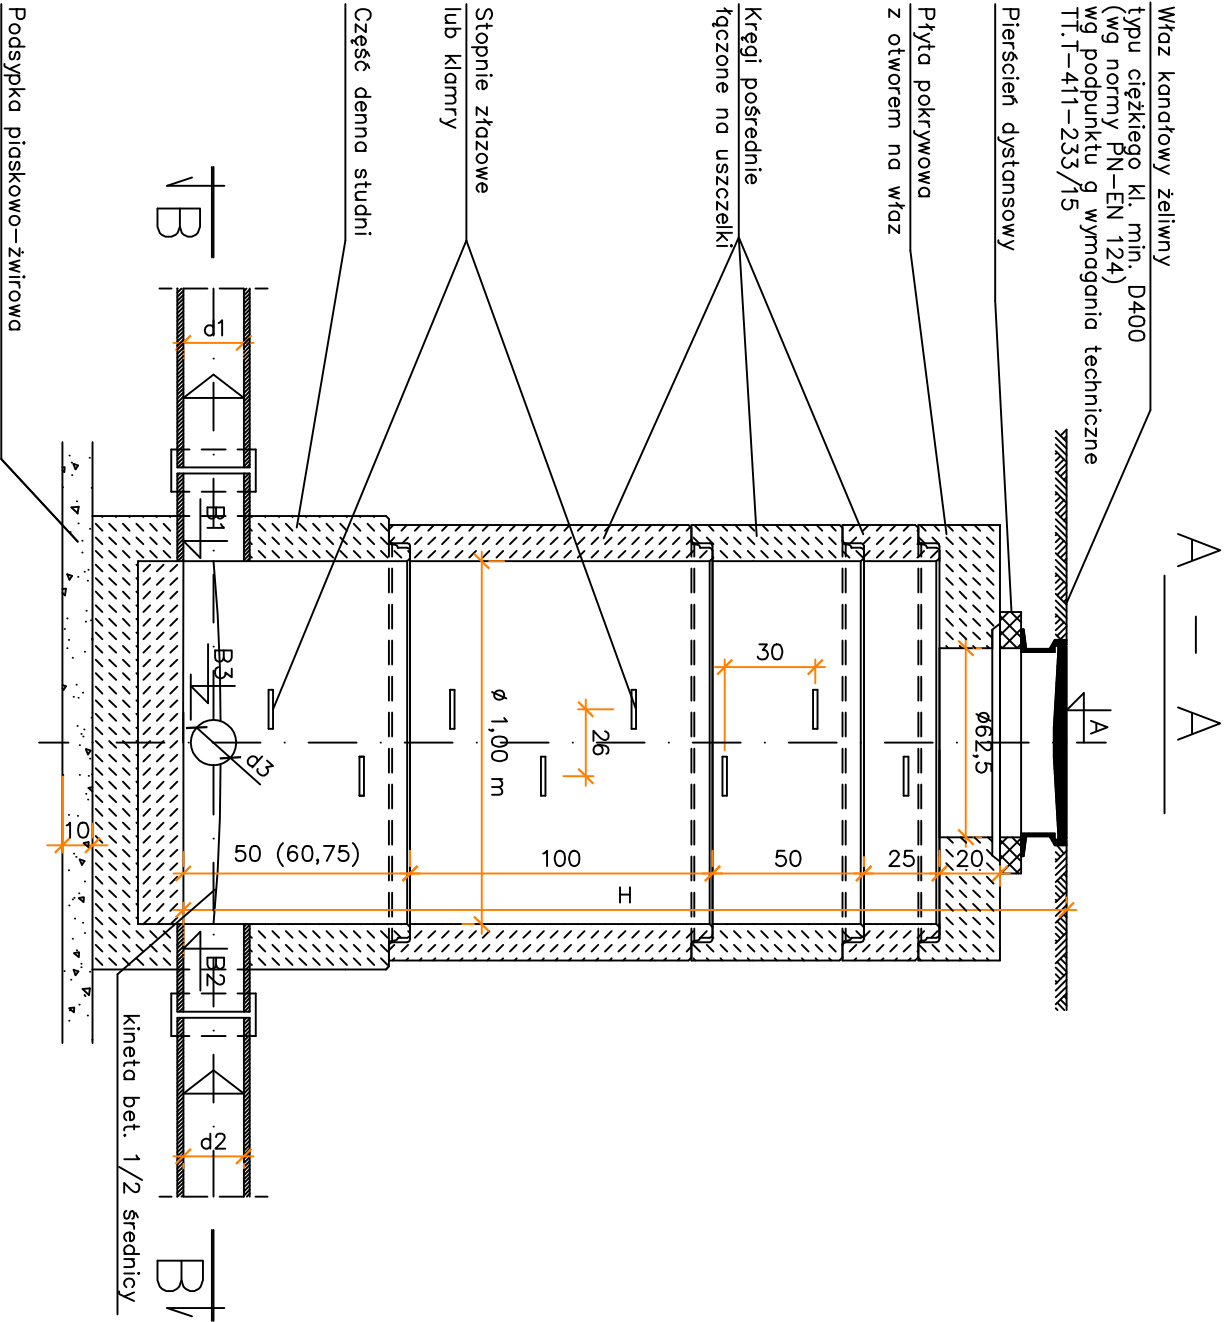 A – A
Właz kanałowy żeliwny
typu ciężkiego kl. min. D400
(wg normy PN-EN 124)
wg podpunktu g wymagania techniczne
TT.T-411-233/15
Pierścień dystansowy
Płyta pokrywowa
z otworem na właz
Kręgi pośrednie
łączone na uszczelki
Stopnie złazowe
lub klamry
Część denna studni
Podsypka piaskowo-żwirowa
A
ø62,5
30
26
ø 1,00 m
20
25
50
100
50 (60,75)
H
10
B
d1
B1
B3
d3
B2
d2
B
kineta bet. 1/2 średnicy